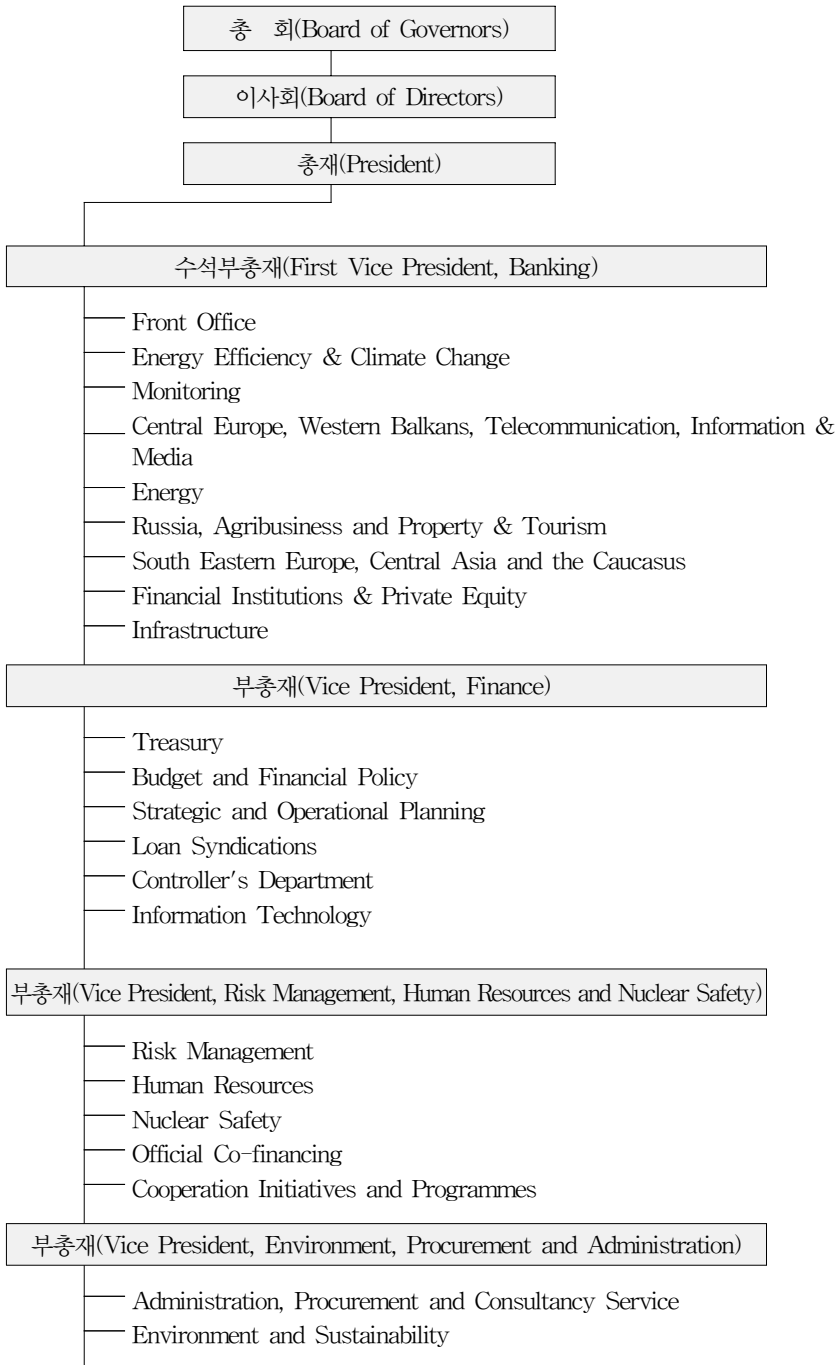 총 회(Board of Governors)
이사회(Board of Directors)
총재(President)
수석부총재(First Vice President, Banking)
Front Office
Energy Efficiency & Climate Change
Monitoring
Central Europe, Western Balkans, Telecommunication, Information &
Media
Energy
Russia, Agribusiness and Property & Tourism
South Eastern Europe, Central Asia and the Caucasus
Financial Institutions & Private Equity
Infrastructure
부총재(Vice President, Finance)
Treasury
Budget and Financial Policy
Strategic and Operational Planning
Loan Syndications
Controller's Department
Information Technology
부총재(Vice President, Risk Management, Human Resources and Nuclear Safety)
Risk Management
Human Resources
Nuclear Safety
Official Co-financing
Cooperation Initiatives and Programmes
부총재(Vice President, Environment, Procurement and Administration)
Administration, Procurement and Consultancy Service
Environment and Sustainability